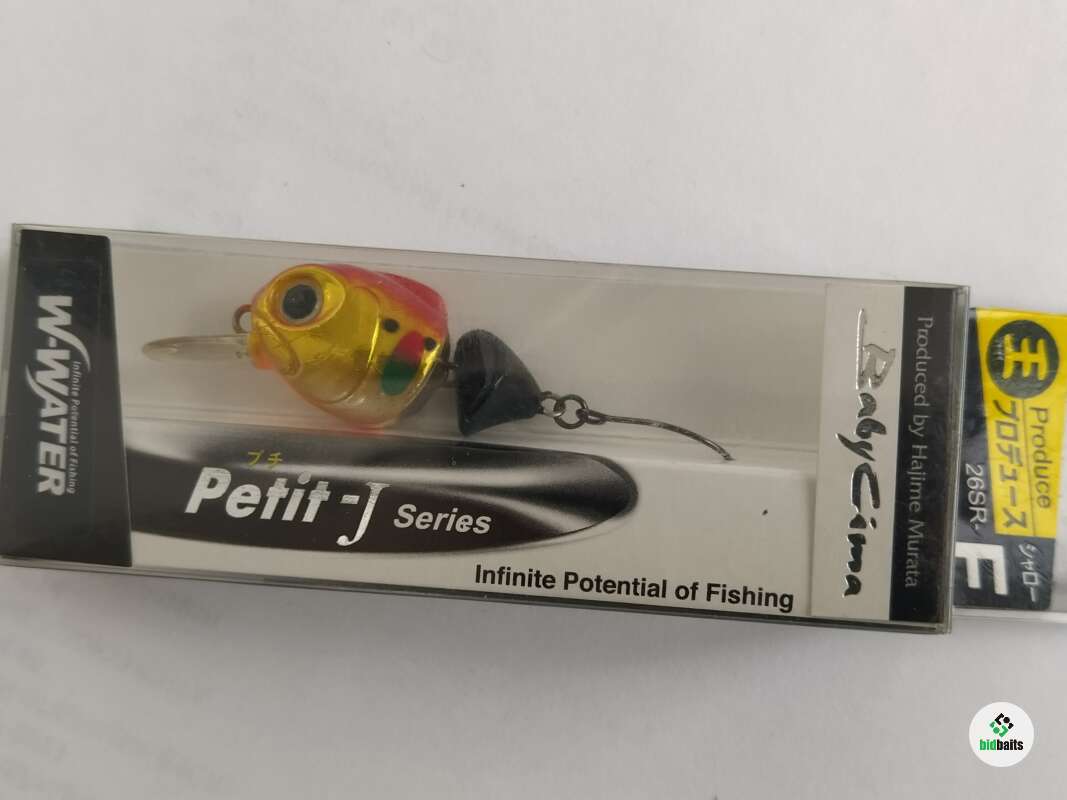 W-WATER
Infinite Potential of Fishing
プチ
Petit-J Series
Infinite Potential of Fishing
Baby Cima
Produced by Hajime Murata
Produce
プロデュース
26SR-
シャロー
F
bidbaits